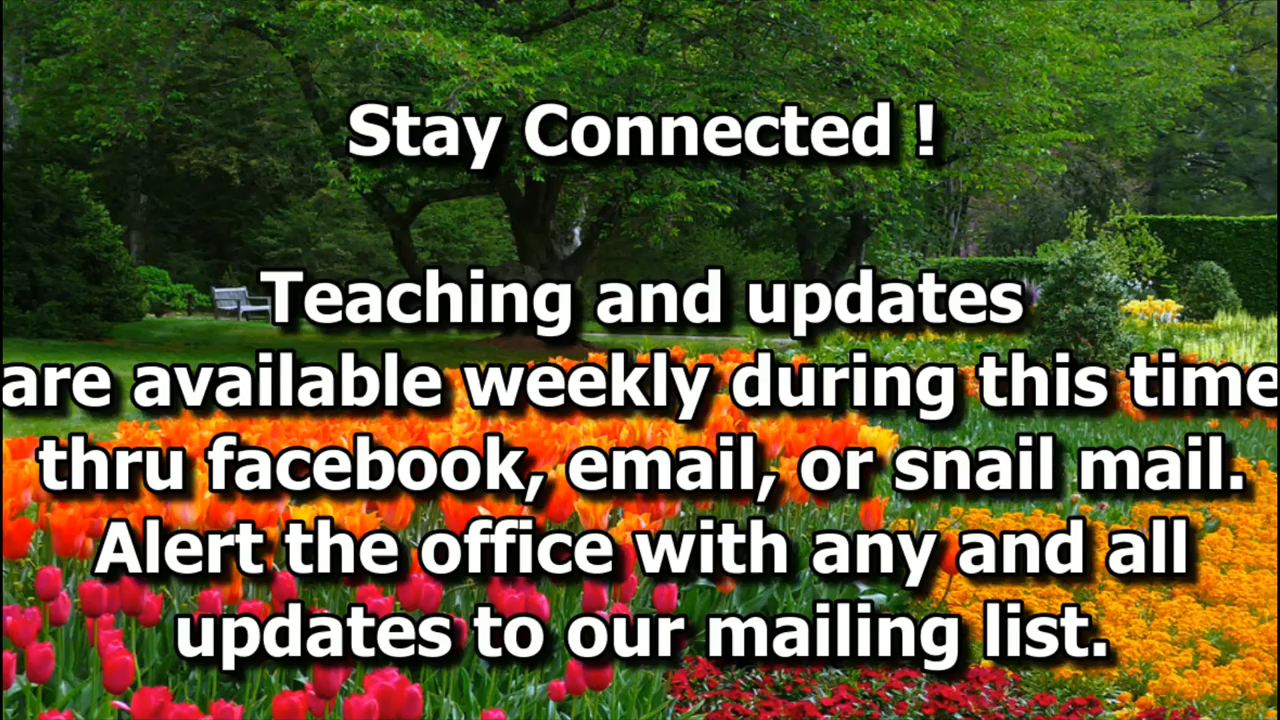 Stay Connected !
Teaching and updates
are available weekly during this time
thru facebook, email, or snail mail.
Alert the office with any and all
updates to our mailing list.